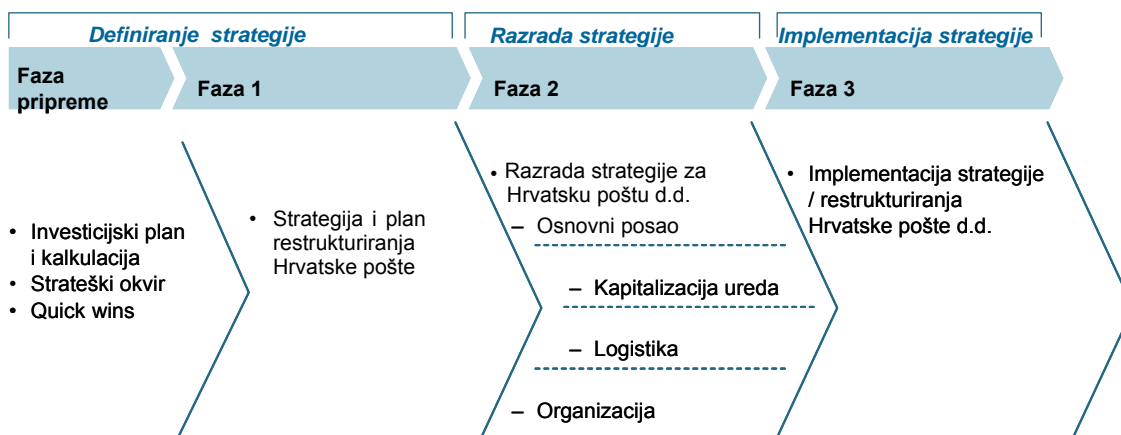 Definiranje strategije
Razrada strategije
Implementacija strategije
Faza
pripreme
Faza 1
Faza 2
Faza 3
• Investicijski plan
i kalkulacija
• Strateški okvir
• Quick wins
• Strategija i plan
restrukturiranja
Hrvatske pošte
• Razrada strategije za
Hrvatsku poštu d.d.
– Osnovni posao
– Kapitalizacija ureda
– Logistika
– Organizacija
• Implementacija strategije
/ restrukturiranja
Hrvatske pošte d.d.